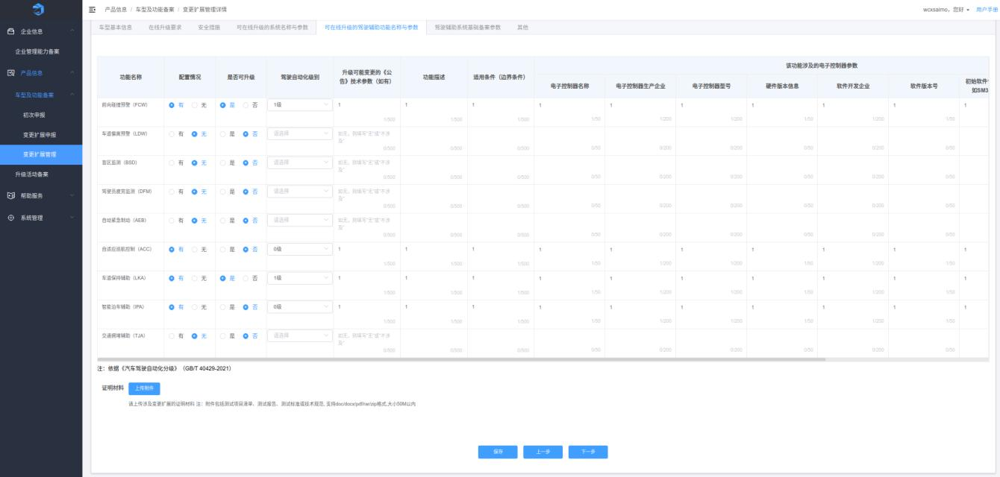 产品信息 / 车型及功能备案 / 变更扩展管理详情
wcxsaimo，您好 用户手册
企业信息
企业管理能力备案
产品信息
车型及功能备案
初次申报
变更扩展申报
变更扩展管理
升级活动备案
帮助服务
系统管理
车型基本信息 在线升级要求 安全措施 可在线升级的系统名称与参数 可在线升级的驾驶辅助功能名称与参数 驾驶辅助系统基础备案参数 其他
功能名称 配置情况 是否可升级 驾驶自动化级别 升级可能变更的《公告》技术参数（如有） 功能描述 适用条件（边界条件） 该功能涉及的电子控制器参数
电子控制器名称 电子控制器生产企业 电子控制器型号 硬件版本信息 软件开发企业 软件版本号 初始软件
如SM3
前向碰撞预警（FCW） 有 无 是 否 1级 1 1 1 1 1 1 1 1 1 1
1/500 1/500 1/500 1/50 1/200 1/200 1/50 1/200 1/50
车道偏离预警（LDW） 有 无 是 否 请选择 如无，则填写"无"或"不涉及"
0/500 0/500 0/500 0/50 0/200 0/200 0/50 0/200 0/50
盲区监测（BSD） 有 无 是 否 请选择 如无，则填写"无"或"不涉及"
0/500 0/500 0/500 0/50 0/200 0/200 0/50 0/200 0/50
驾驶员疲劳监测（DFM） 有 无 是 否 请选择 如无，则填写"无"或"不涉及"
0/500 0/500 0/500 0/50 0/200 0/200 0/50 0/200 0/50
自动紧急制动（AEB） 有 无 是 否 请选择 如无，则填写"无"或"不涉及"
0/500 0/500 0/500 0/50 0/200 0/200 0/50 0/200 0/50
自适应巡航控制（ACC） 有 无 是 否 0级 1 1 1 1 1 1 1 1 1 1
1/500 1/500 1/500 1/50 1/200 1/200 1/50 1/200 1/50
车道保持辅助（LKA） 有 无 是 否 1级 1 1 1 1 1 1 1 1 1 1
1/500 1/500 1/500 1/50 1/200 1/200 1/50 1/200 1/50
智能泊车辅助（IPA） 有 无 是 否 0级 1 1 1 1 1 1 1 1 1 1
1/500 1/500 1/500 1/50 1/200 1/200 1/50 1/200 1/50
交通拥堵辅助（TJA） 有 无 是 否 请选择 如无，则填写"无"或"不涉及"
0/500 0/500 0/500 0/50 0/200 0/200 0/50 0/200 0/50
注：依据《汽车驾驶自动化分级》（GB/T 40429-2021）
证明材料 上传附件
请上传涉及变更扩展的证明材料 注：附件包括测试项目清单、测试报告、测试标准或技术规范, 支持doc/docx/pdf/rar/zip格式,大小50M以内
保存 上一步 下一步